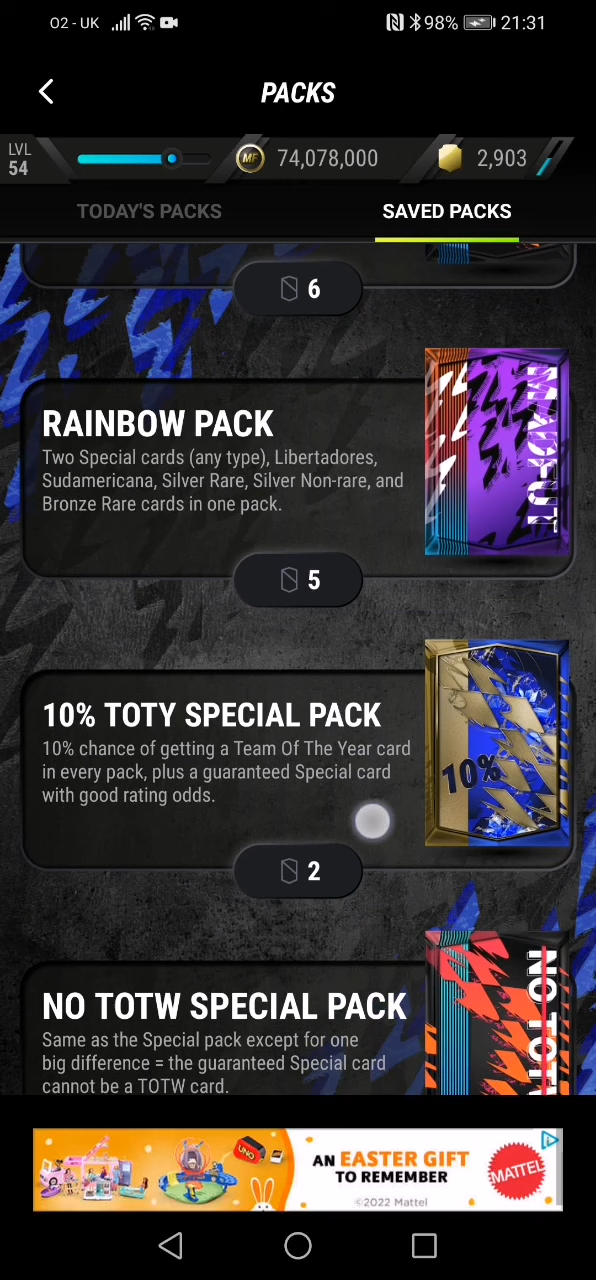 O2 - UK 98% 21:31
PACKS
LVL
54
MF 74,078,000 2,903
TODAY'S PACKS SAVED PACKS
6
RAINBOW PACK
Two Special cards (any type), Libertadores,
Sudamericana, Silver Rare, Silver Non-rare, and
Bronze Rare cards in one pack.
MADFUT
5
10% TOTY SPECIAL PACK
10% chance of getting a Team Of The Year card
in every pack, plus a guaranteed Special card
with good rating odds.
10%
2
NO TOTW SPECIAL PACK
Same as the Special pack except for one
big difference = the guaranteed Special card
cannot be a TOTW card.
NO TOTW
UNO
AN EASTER GIFT
TO REMEMBER
©2022 Mattel
MATTEL